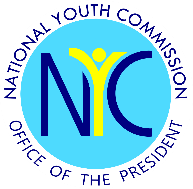 NATIONAL YOUTH COMMISSION
NYC
OFFICE OF THE PRESIDENT